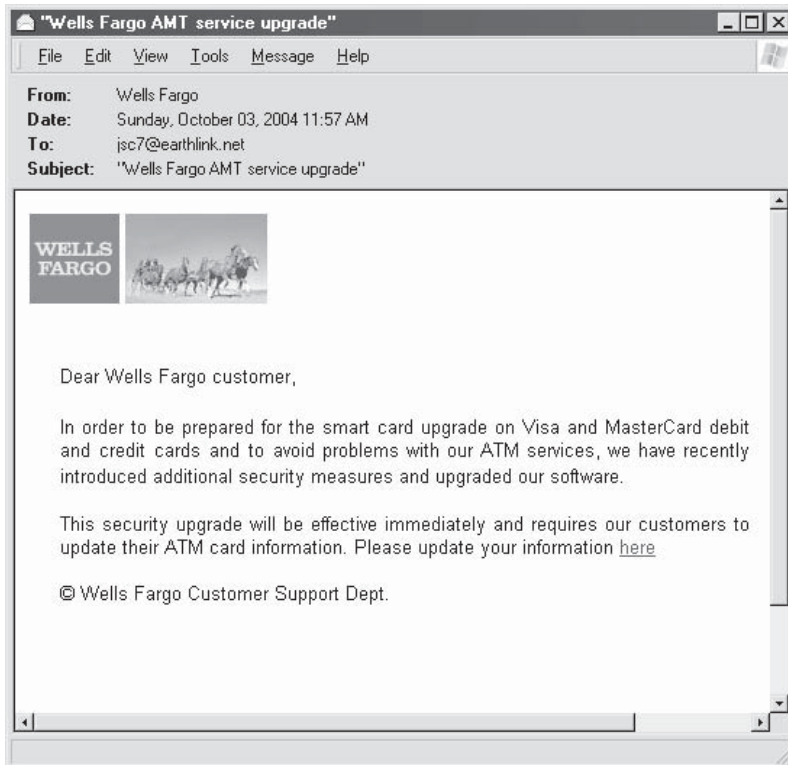 "Wells Fargo AMT service upgrade"
File Edit View Tools Message Help
From: Wells Fargo
Date: Sunday, October 03, 2004 11:57 AM
To: jsc7@earthlink.net
Subject: "Wells Fargo AMT service upgrade"
WELLS
FARGO
Dear Wells Fargo customer,
In order to be prepared for the smart card upgrade on Visa and MasterCard debit
and credit cards and to avoid problems with our ATM services, we have recently
introduced additional security measures and upgraded our software.
This security upgrade will be effective immediately and requires our customers to
update their ATM card information. Please update your information here
© Wells Fargo Customer Support Dept.